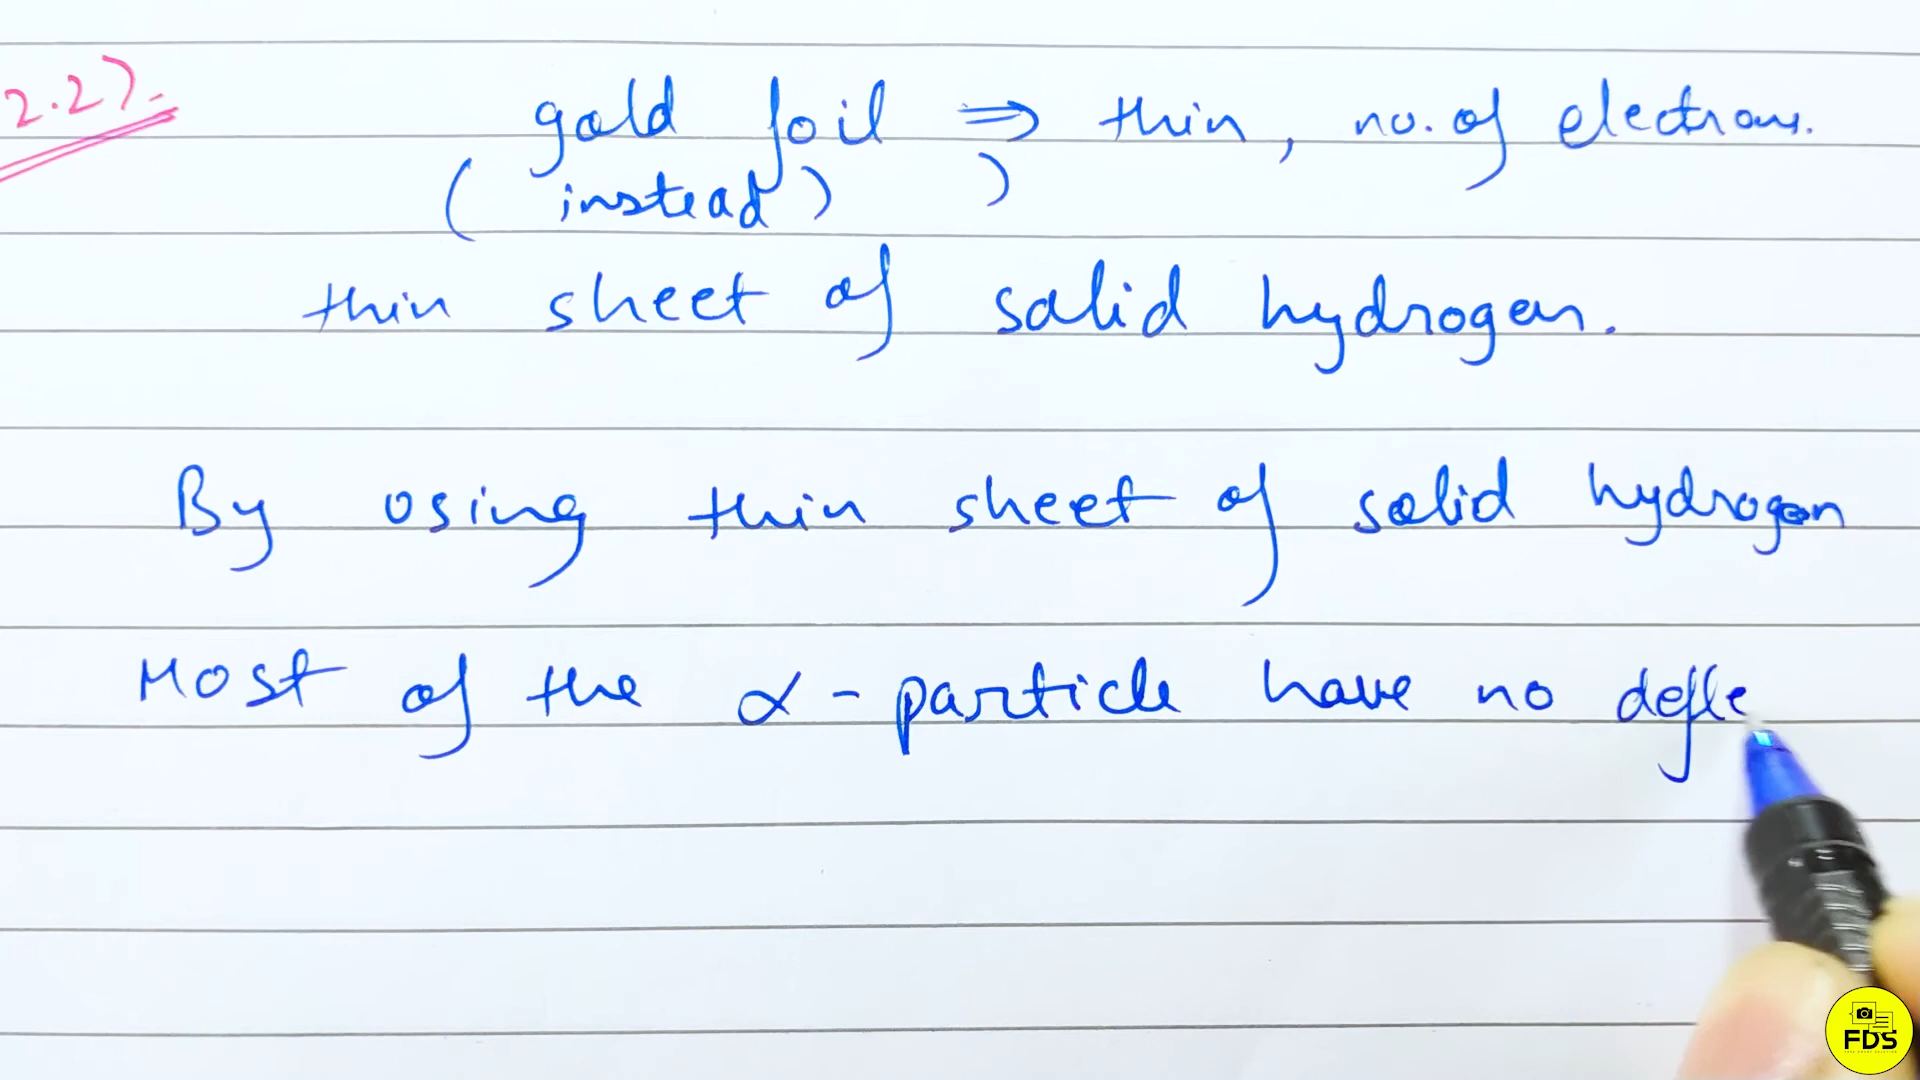 2.2).
gold foil ⇒ thin, no. of electrons.
( instead) )
thin sheet of solid hydrogen.
By using thin sheet of solid hydrogen
Most of the α-particle have no defle
FDS